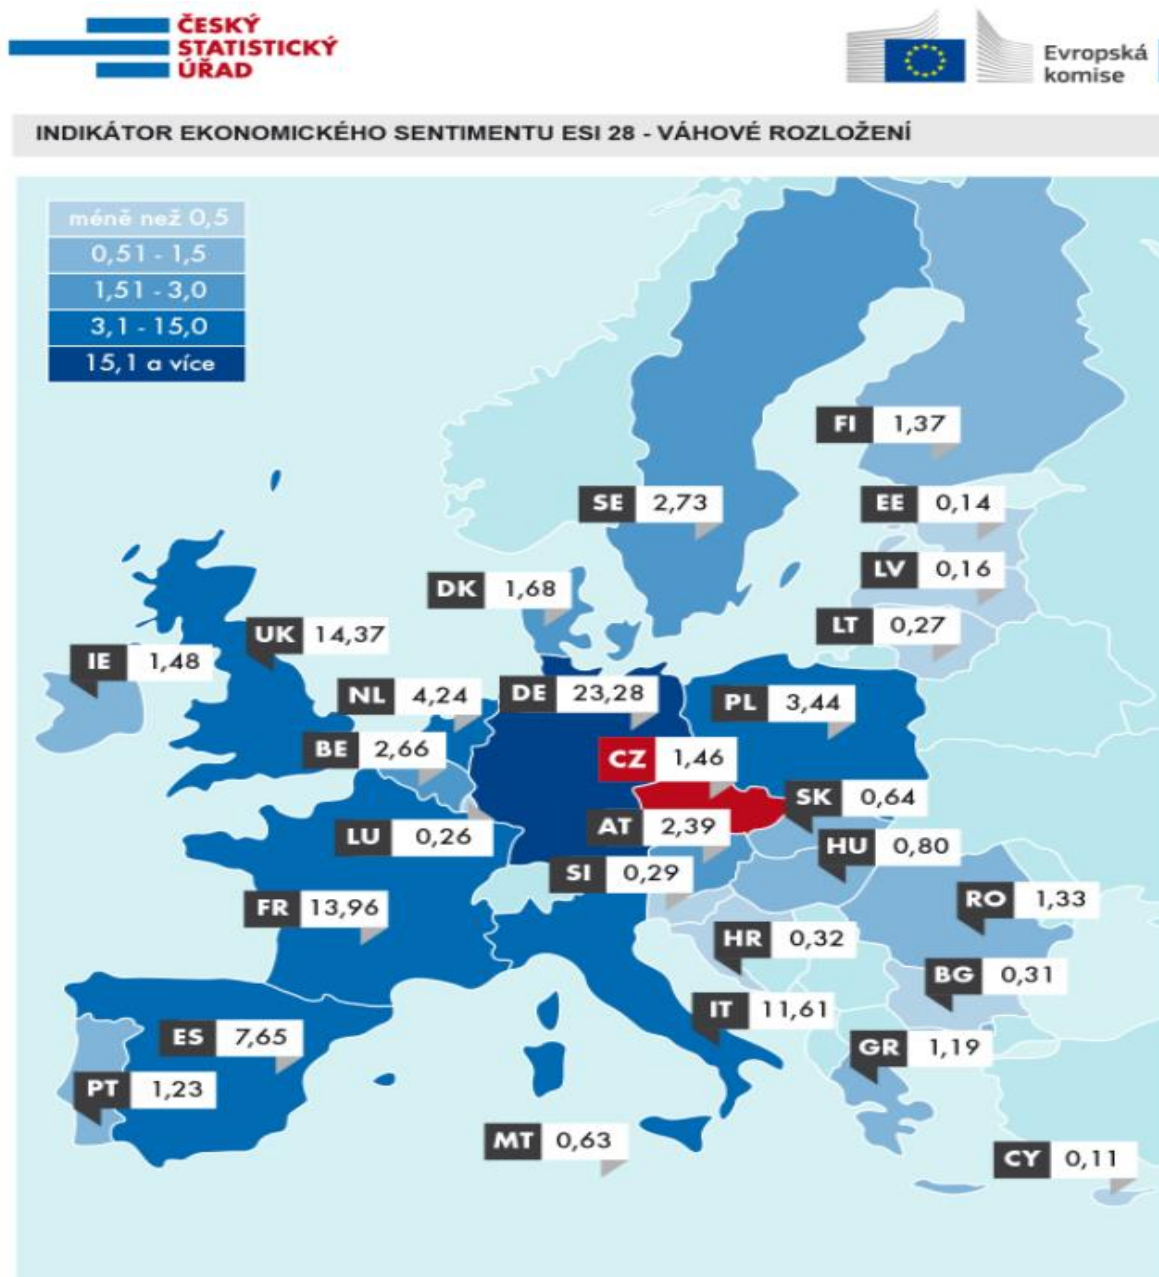 ČESKÝ
STATISTICKÝ
ÚŘAD
Evropská
komise
INDIKÁTOR EKONOMICKÉHO SENTIMENTU ESI 28 - VÁHOVÉ ROZLOŽENÍ
méně než 0,5
0,51 - 1,5
1,51 - 3,0
3,1 - 15,0
15,1 a více
FI 1,37
SE 2,73
EE 0,14
LV 0,16
DK 1,68
LT 0,27
UK 14,37
IE 1,48
NL 4,24
DE 23,28
PL 3,44
BE 2,66
CZ 1,46
SK 0,64
LU 0,26
AT 2,39
HU 0,80
SI 0,29
FR 13,96
RO 1,33
HR 0,32
BG 0,31
IT 11,61
ES 7,65
GR 1,19
PT 1,23
MT 0,63
CY 0,11